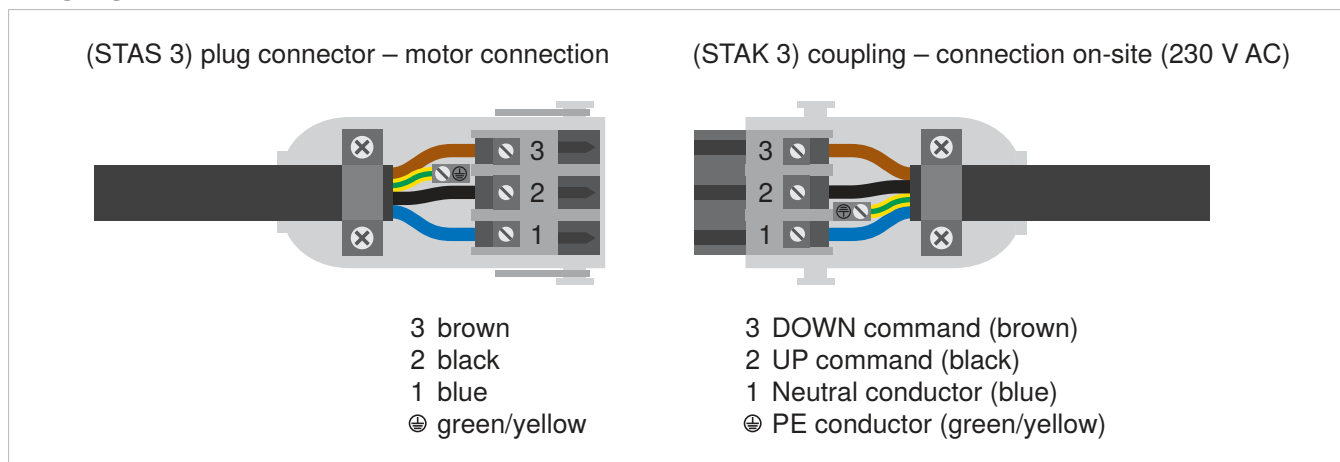 (STAS 3) plug connector – motor connection
3
2
1
3 brown
2 black
1 blue
⏚ green/yellow
(STAK 3) coupling – connection on-site (230 V AC)
3
2
1
3 DOWN command (brown)
2 UP command (black)
1 Neutral conductor (blue)
⏚ PE conductor (green/yellow)